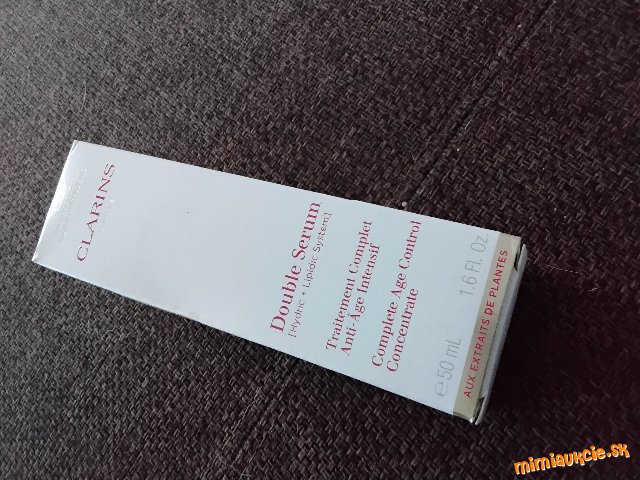 CLARINS
Double Serum
[Hydric + Lipidic System]
Traitement Complet
Anti-Âge Intensif
Complete Age Control
Concentrate
℮50 mL 1.6 Fl. Oz.
AUX EXTRAITS DE PLANTES
mimiaukcie.sk